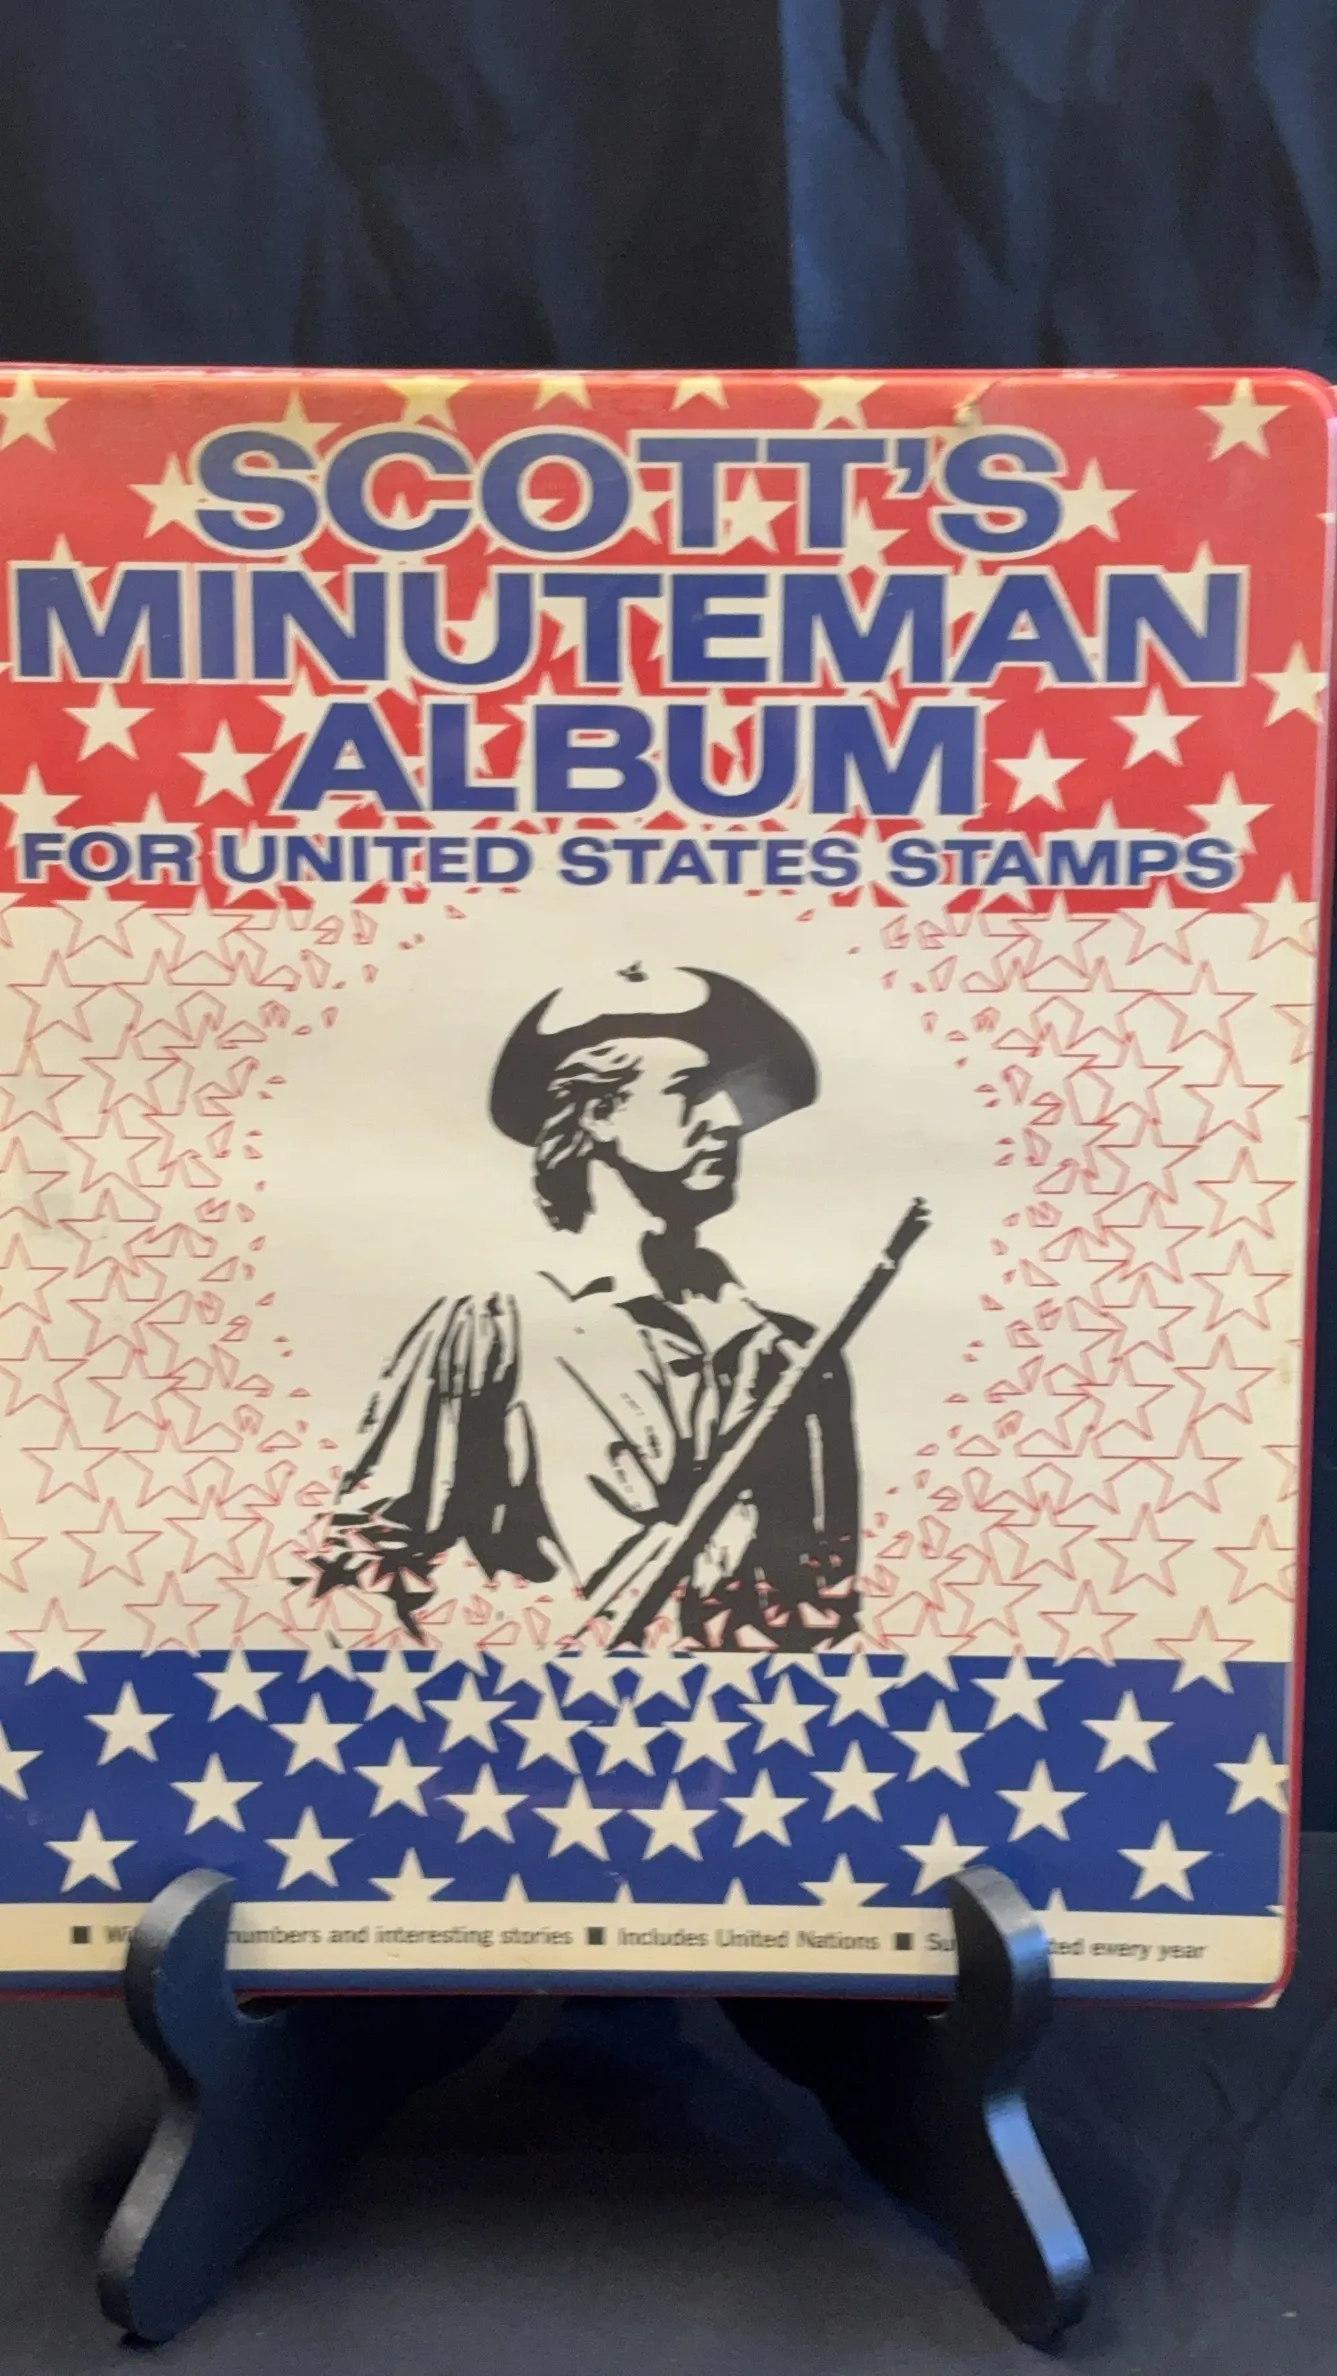 SCOTT'S
MINUTEMAN
ALBUM
FOR UNITED STATES STAMPS
■ numbers and interesting stories ■ Includes United Nations ■ every year